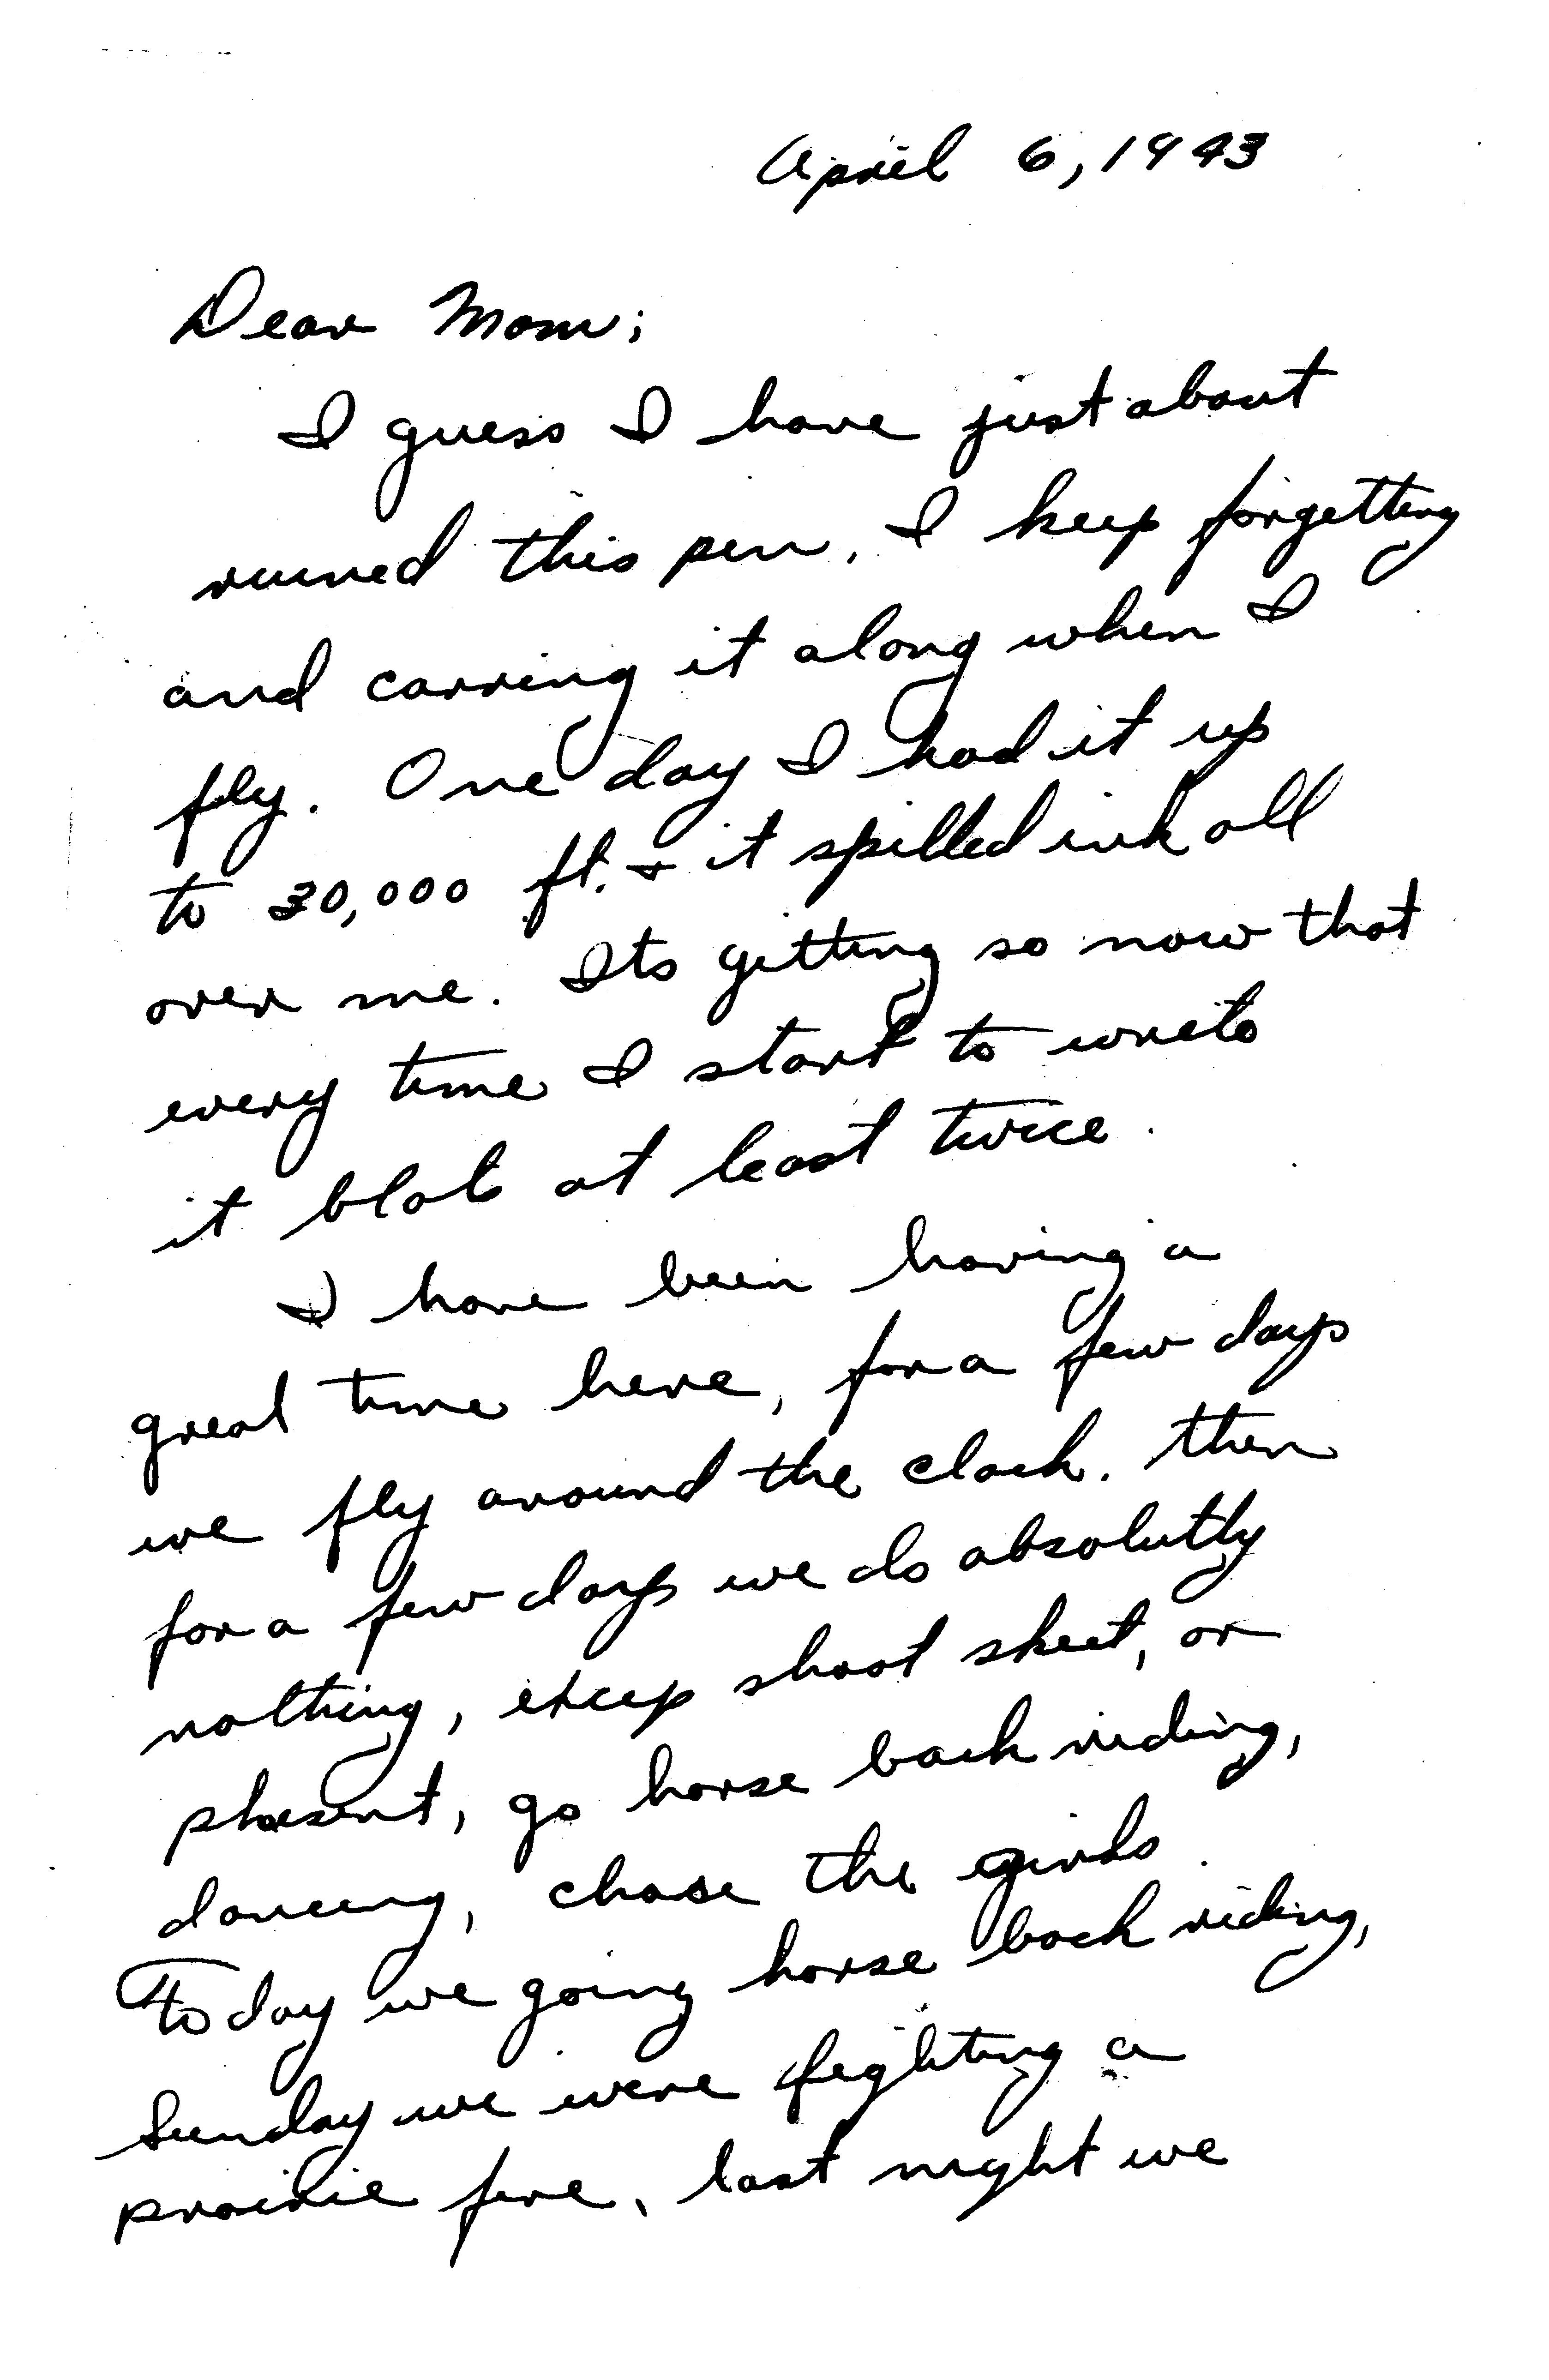 April 6, 1943
Dear Mom;
I guess I have just about
ruined this pen, I keep forgetting
and carring it along when I
fly. One day I had it up
to 30,000 ft. & it spilled ink all
over me. Its getting so now that
every time I start to write
it blob at least twice.
I have been having a
great time here, for a few days
we fly around the clock. then
for a few days we do absolutly
nothing, excep shoot skeet, or
phesent, go horse back riding,
dancing, chase the girls.
Today we going horse back riding,
Sunday we were fighting a
prairie fire, last night we